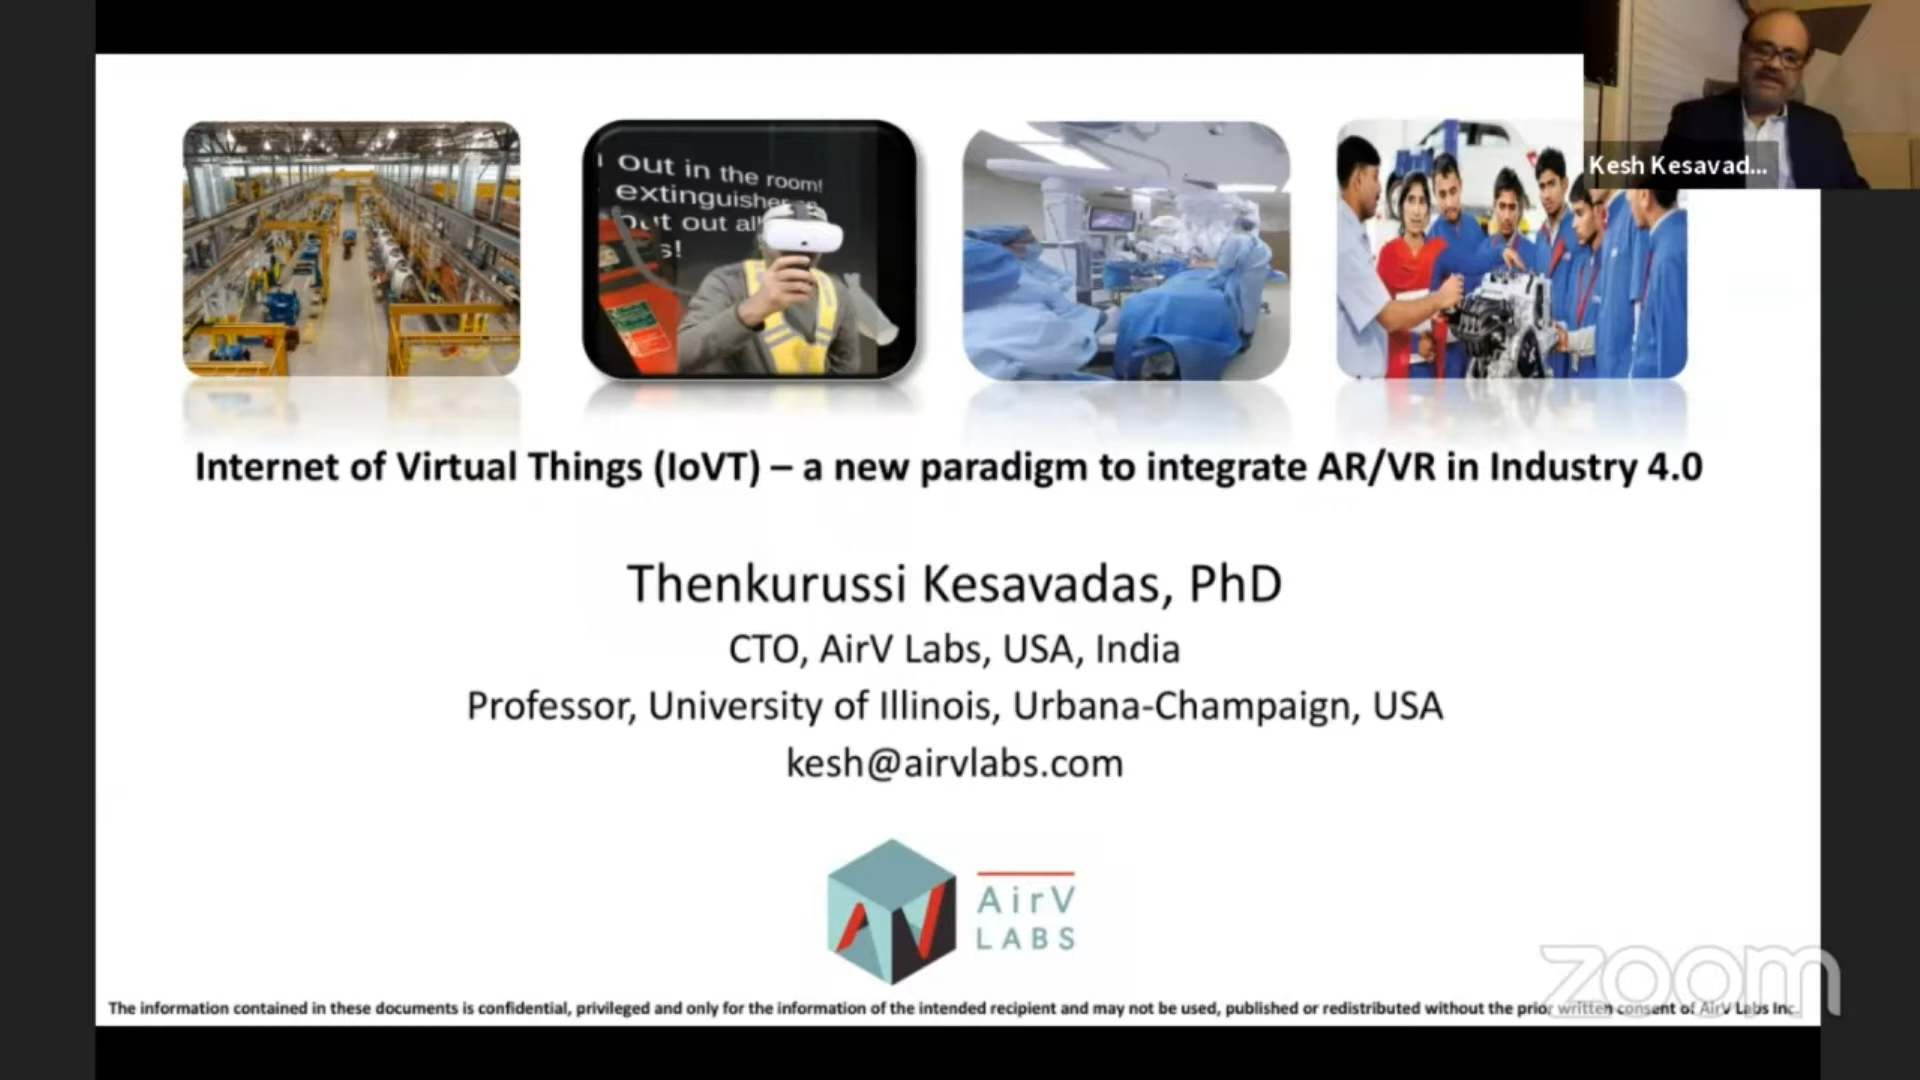 Kesh Kesavad...
out in the room!
extinguisher
out out all
s!
Internet of Virtual Things (IoVT) – a new paradigm to integrate AR/VR in Industry 4.0
Thenkurussi Kesavadas, PhD
CTO, AirV Labs, USA, India
Professor, University of Illinois, Urbana-Champaign, USA
kesh@airvlabs.com
AirV
LABS
zoom
The information contained in these documents is confidential, privileged and only for the information of the intended recipient and may not be used, published or redistributed without the prior written consent of AirV Labs Inc.